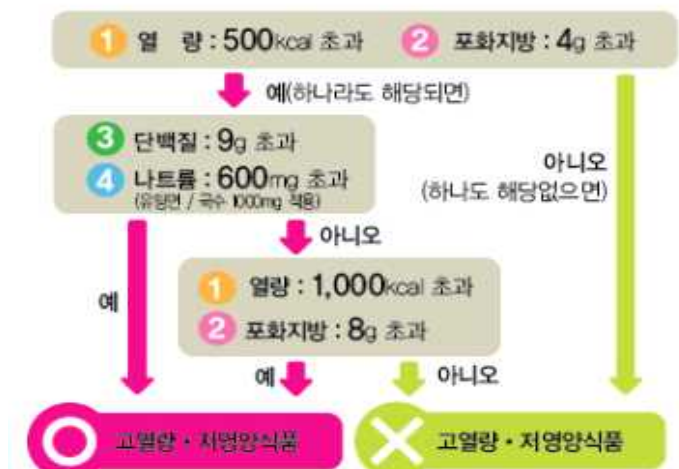 1 열 량 : 500kcal 초과 2 포화지방 : 4g 초과
예(하나라도 해당되면)
3 단백질 : 9g 초과
4 나트륨 : 600mg 초과
(유탕면 / 국수 1000mg 적용)
아니오
(하나도 해당없으면)
아니오
1 열량 : 1,000kcal 초과
2 포화지방 : 8g 초과
예
예
아니오
고열량 · 저영양식품
고열량 · 저영양식품